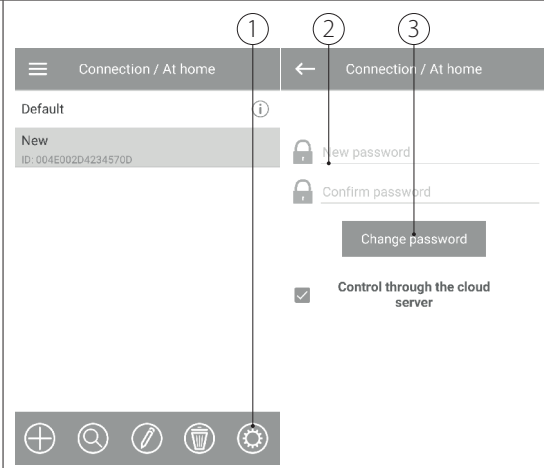 1
2
3
Connection / At home
Default
New
ID: 004E002D4234570D
Connection / At home
New password
Confirm password
Change password
Control through the cloud
server